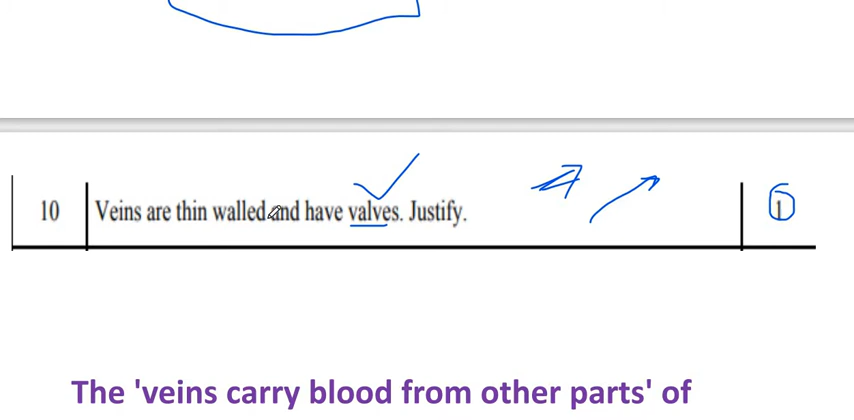 10 Veins are thin walled and have valves. Justify. 1
The 'veins carry blood from other parts' of